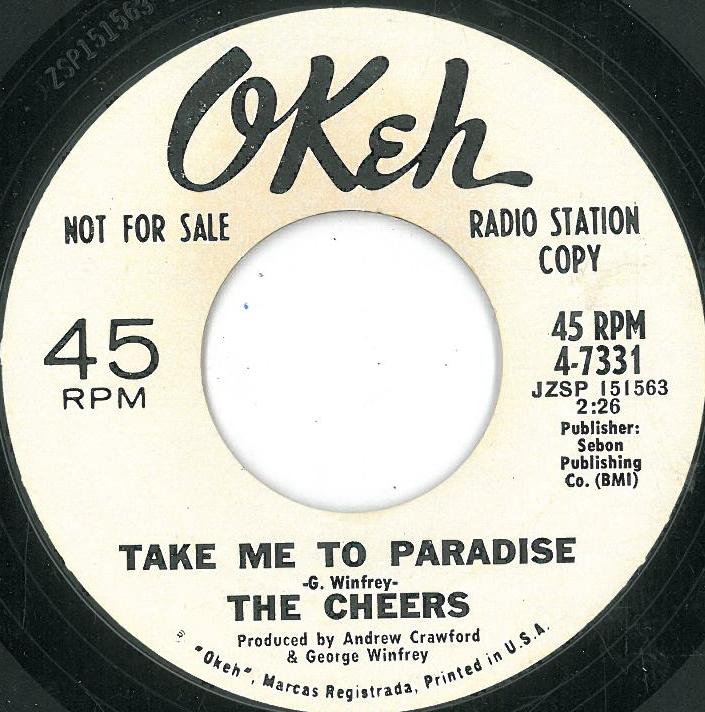 ZSP151563
OKeh
NOT FOR SALE
RADIO STATION
COPY
45
RPM
45 RPM
4-7331
JZSP 151563
2:26
Publisher:
Sebon
Publishing
Co. (BMI)
TAKE ME TO PARADISE
-G. Winfrey-
THE CHEERS
Produced by Andrew Crawford
& George Winfrey
"Okeh", Marcas Registrada, Printed in U.S.A.